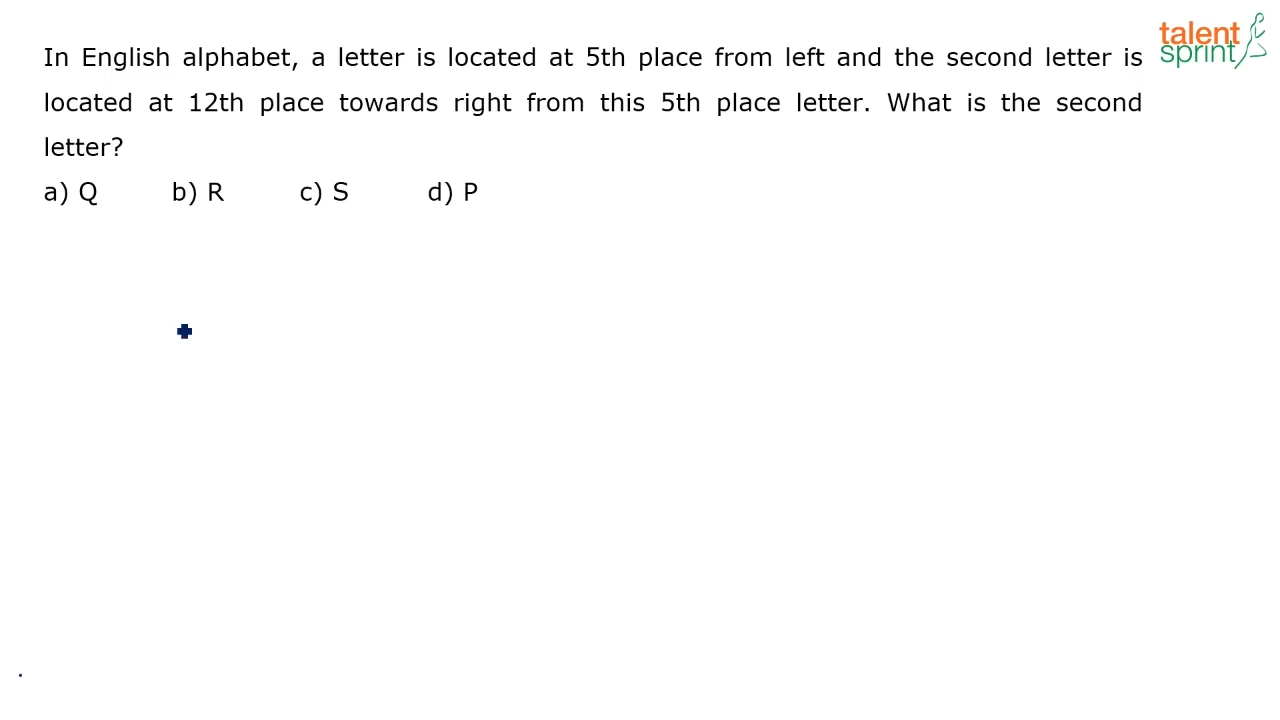 In English alphabet, a letter is located at 5th place from left and the second letter is
located at 12th place towards right from this 5th place letter. What is the second
letter?
a) Q b) R c) S d) P
talent
sprint